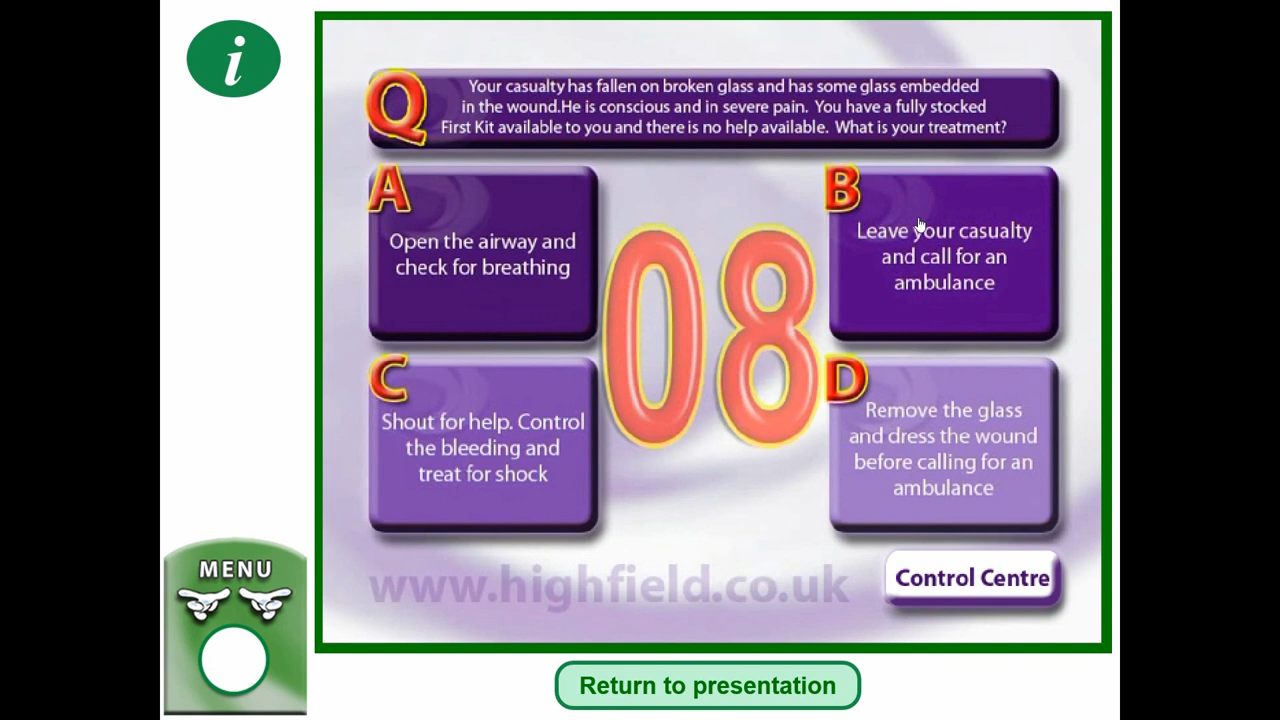 i
Q
Your casualty has fallen on broken glass and has some glass embedded
in the wound.He is conscious and in severe pain. You have a fully stocked
First Kit available to you and there is no help available. What is your treatment?
A
Open the airway and
check for breathing
B
Leave your casualty
and call for an
ambulance
08
C
Shout for help. Control
the bleeding and
treat for shock
D
Remove the glass
and dress the wound
before calling for an
ambulance
www.highfield.co.uk
Control Centre
MENU
Return to presentation